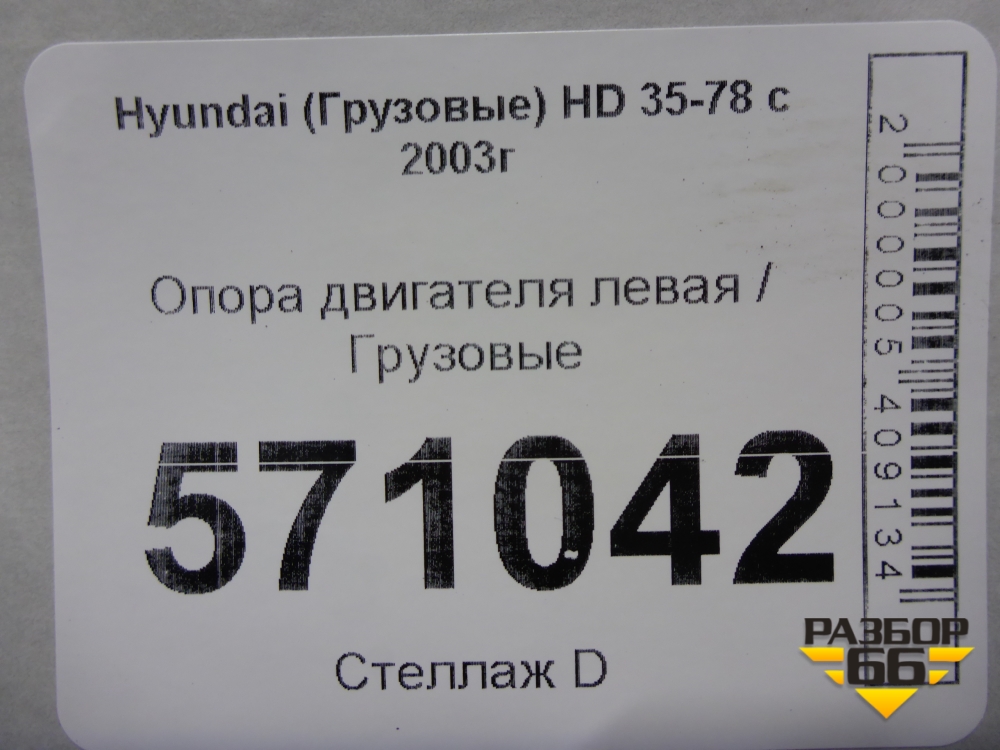 Hyundai (Грузовые) HD 35-78 с
2003г
Опора двигателя левая /
Грузовые
571042
Стеллаж D
2000005409134
РАЗБОР
66